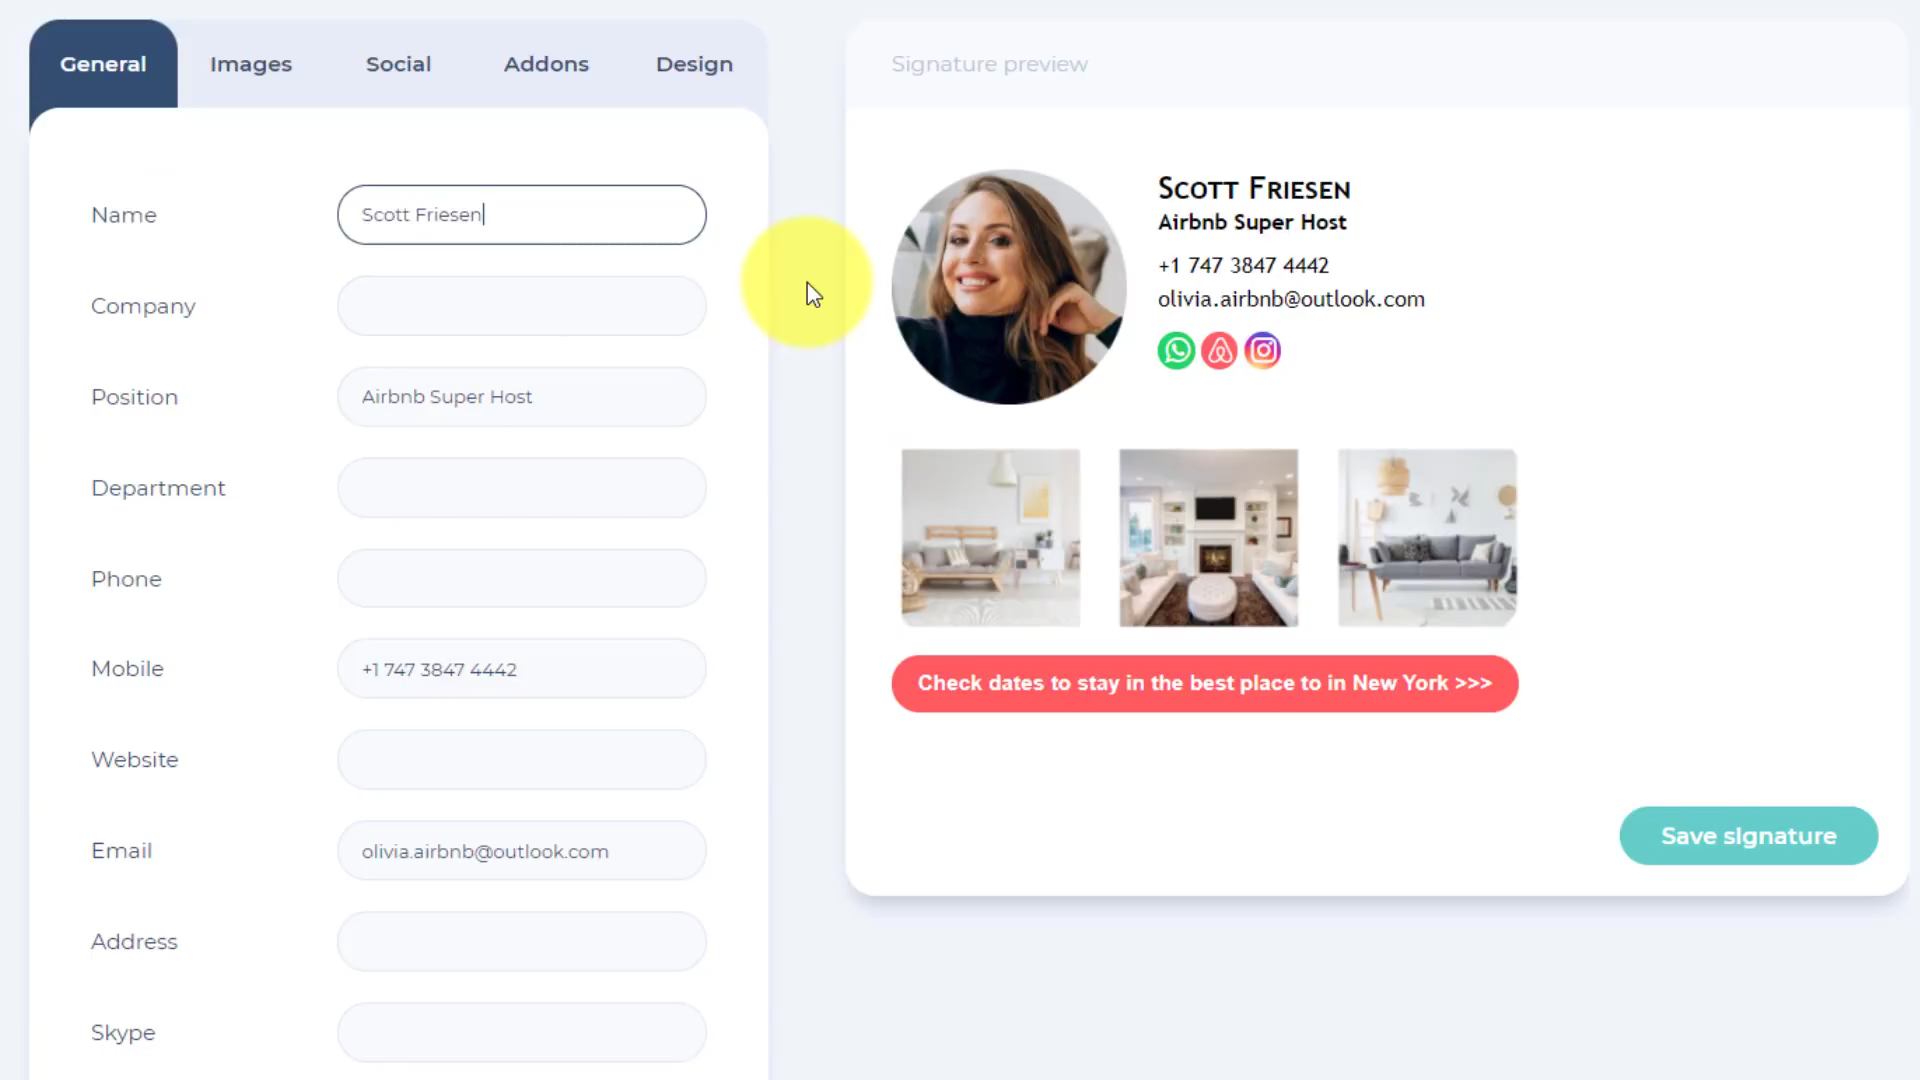 General
Images
Social
Addons
Design
Name
Scott Friesen
Company
Position
Airbnb Super Host
Department
Phone
Mobile
+1 747 3847 4442
Website
Email
olivia.airbnb@outlook.com
Address
Skype
Signature preview
Scott Friesen
Airbnb Super Host
+1 747 3847 4442
olivia.airbnb@outlook.com
Check dates to stay in the best place to in New York >>>
Save signature